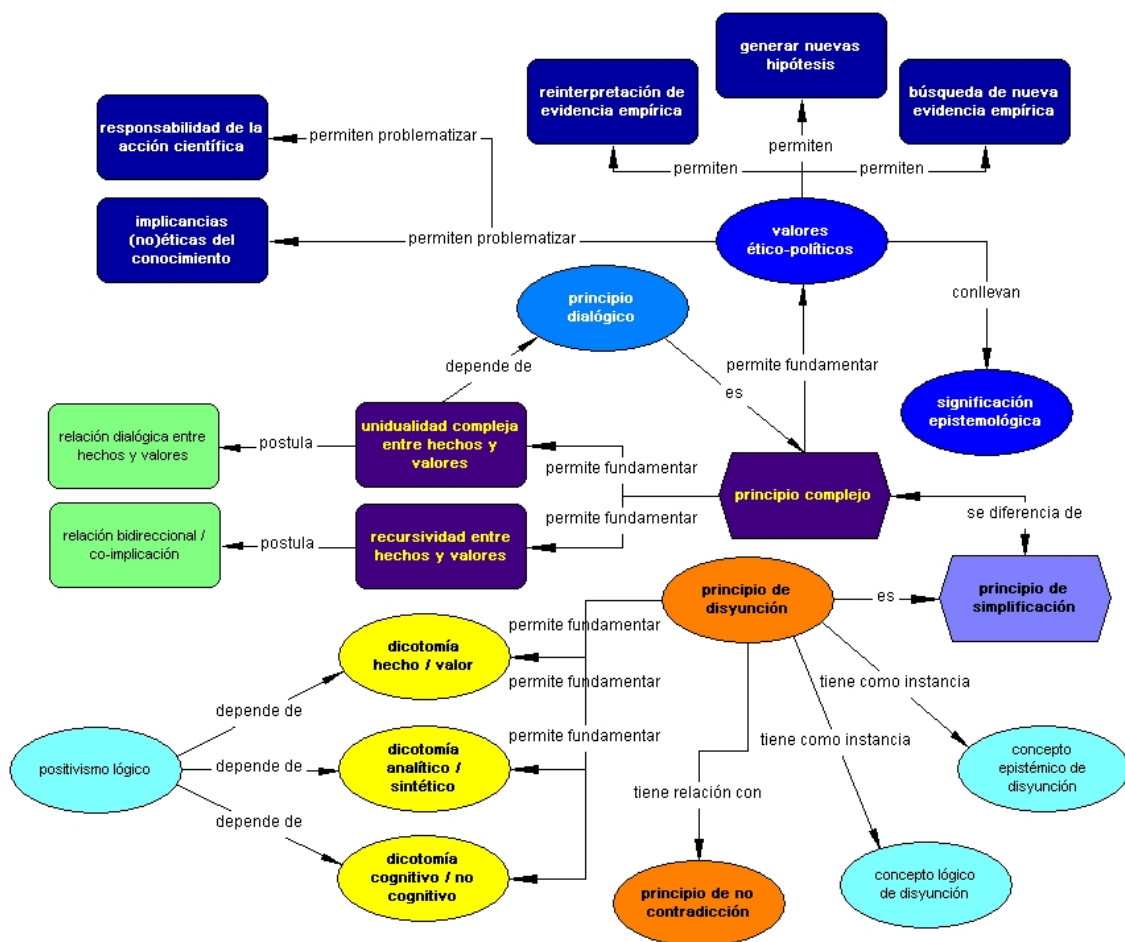 generar nuevas
hipótesis
reinterpretación de
evidencia empírica
búsqueda de nueva
evidencia empírica
responsabilidad de la
acción científica
permiten problematizar
permiten
permiten
permiten
implicancias
(no)éticas del
conocimiento
permiten problematizar
valores
ético-políticos
principio
dialógico
conllevan
depende de
permite fundamentar
es
significación
epistemológica
relación dialógica entre
hechos y valores
postula
unidualidad compleja
entre hechos y
valores
permite fundamentar
principio complejo
se diferencia de
permite fundamentar
relación bidireccional /
co-implicación
postula
recursividad entre
hechos y valores
principio de
disyunción
es
principio de
simplificación
permite fundamentar
dicotomía
hecho / valor
permite fundamentar
tiene como instancia
depende de
permite fundamentar
tiene como instancia
positivismo lógico
depende de
dicotomía
analítico /
sintético
concepto
epistémico de
disyunción
tiene relación con
depende de
dicotomía
cognitivo / no
cognitivo
principio de no
contradicción
concepto lógico
de disyunción